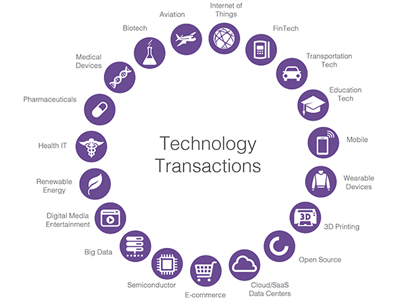 Technology
Transactions
Internet of
Things
FinTech
Transportation
Tech
Education
Tech
Mobile
Wearable
Devices
3D
3D Printing
Open Source
Cloud/SaaS
Data Centers
E-commerce
Semiconductor
Big Data
Digital Media
Entertainment
Renewable
Energy
Health IT
Pharmaceuticals
Medical
Devices
Biotech
Aviation